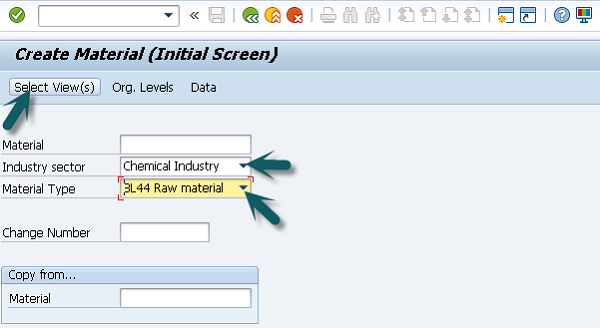 Create Material (Initial Screen)
Select View(s) Org. Levels Data
Material
Industry sector Chemical Industry
Material Type 3L44 Raw material
Change Number
Copy from...
Material